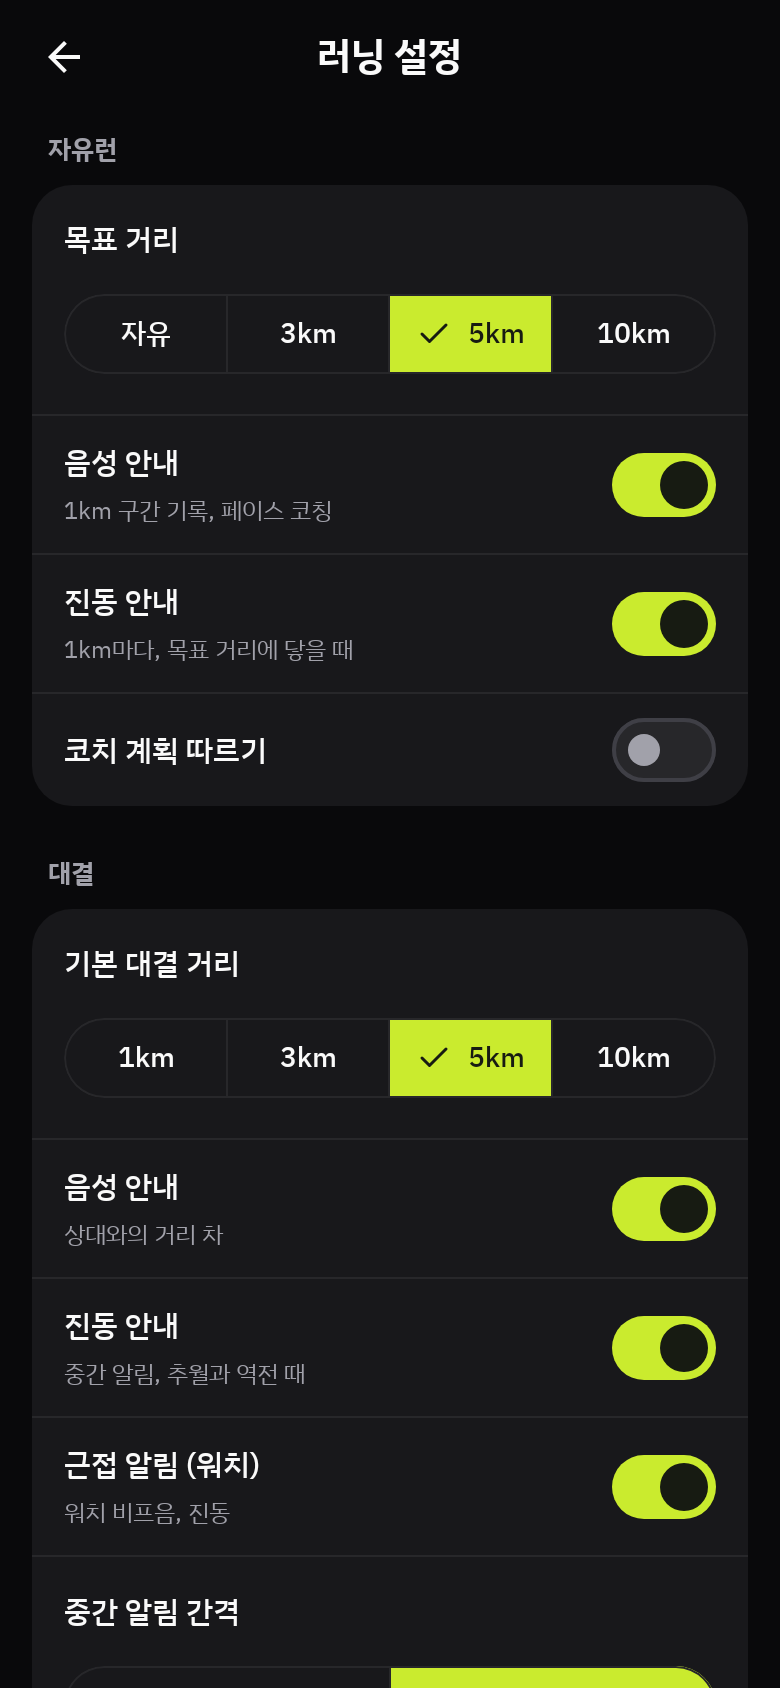 러닝 설정
자유런
목표 거리
자유 3km 5km 10km
음성 안내
1km 구간 기록, 페이스 코칭
진동 안내
1km마다, 목표 거리에 닿을 때
코치 계획 따르기
대결
기본 대결 거리
1km 3km 5km 10km
음성 안내
상대와의 거리 차
진동 안내
중간 알림, 추월과 역전 때
근접 알림 (워치)
워치 비프음, 진동
중간 알림 간격